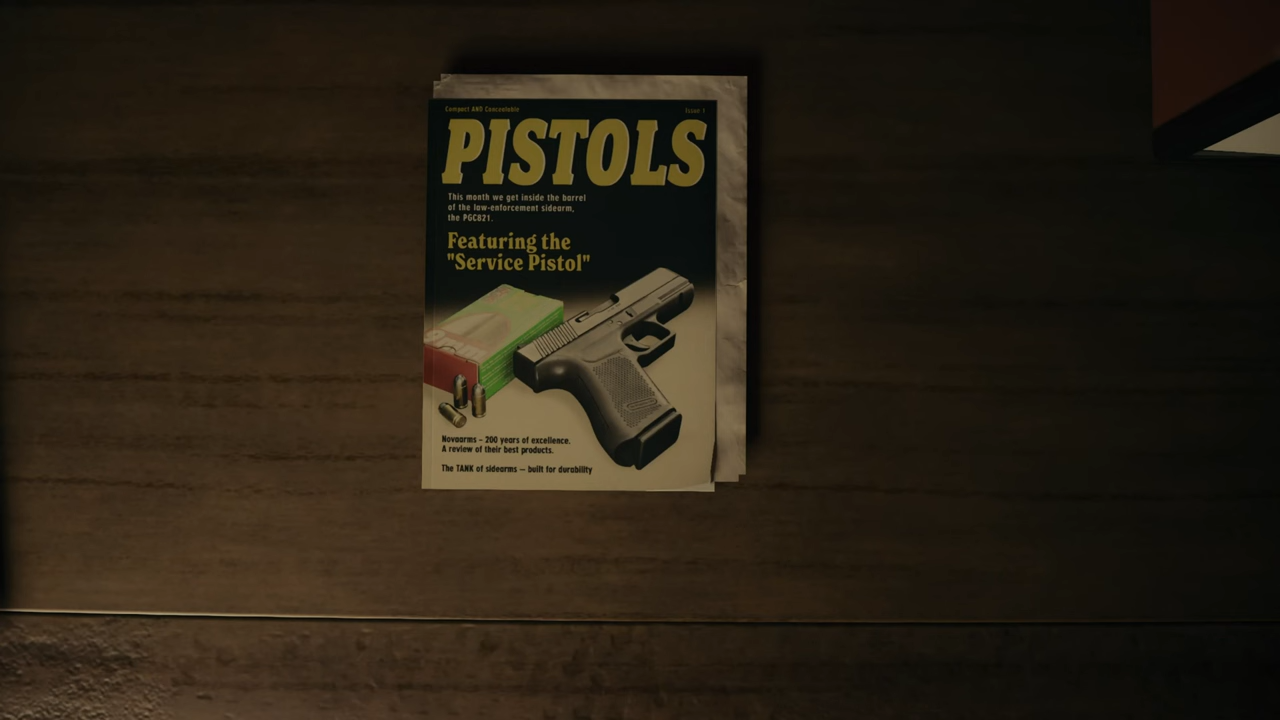 Compact AND Concealable
Issue 1
PISTOLS
This month we get inside the barrel
of the law-enforcement sidearm,
the PGC821.
Featuring the
"Service Pistol"
Novaarms – 200 years of excellence.
A review of their best products.
The TANK of sidearms – built for durability